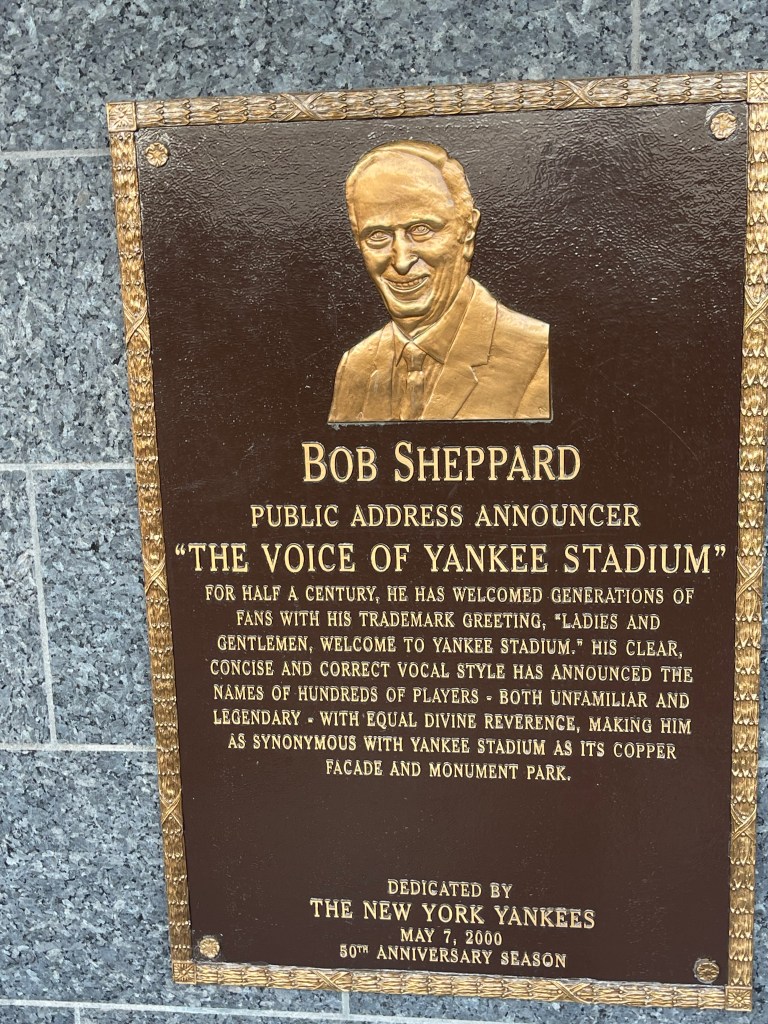 BOB SHEPPARD
PUBLIC ADDRESS ANNOUNCER
"THE VOICE OF YANKEE STADIUM"
FOR HALF A CENTURY, HE HAS WELCOMED GENERATIONS OF
FANS WITH HIS TRADEMARK GREETING, "LADIES AND
GENTLEMEN, WELCOME TO YANKEE STADIUM." HIS CLEAR,
CONCISE AND CORRECT VOCAL STYLE HAS ANNOUNCED THE
NAMES OF HUNDREDS OF PLAYERS - BOTH UNFAMILIAR AND
LEGENDARY - WITH EQUAL DIVINE REVERENCE, MAKING HIM
AS SYNONYMOUS WITH YANKEE STADIUM AS ITS COPPER
FACADE AND MONUMENT PARK.
DEDICATED BY
THE NEW YORK YANKEES
MAY 7, 2000
50TH ANNIVERSARY SEASON